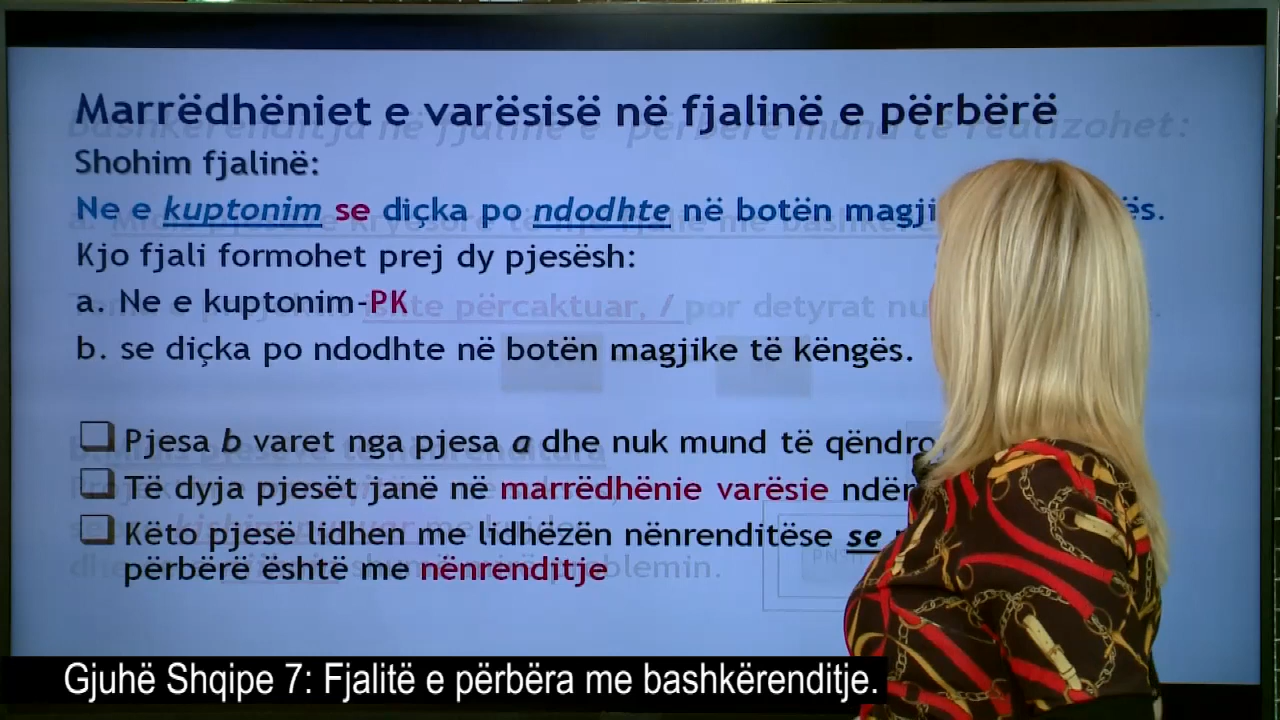 Marrëdhëniet e varësisë në fjalinë e përbërë
Shohim fjalinë:
Ne e kuptonim se diçka po ndodhte në botën
Kjo fjali formohet prej dy pjesësh:
a. Ne e kuptonim-PK
b. se diçka po ndodhte në botën magjike të këngës.
Pjesa b varet nga pjesa a dhe nuk mund të
Të dyja pjesët janë në marrëdhënie varësie
Këto pjesë lidhen me lidhëzën nënrenditëse se
përbërë është me nënrenditje
Gjuhë Shqipe 7: Fjalitë e përbëra me bashkërenditje.